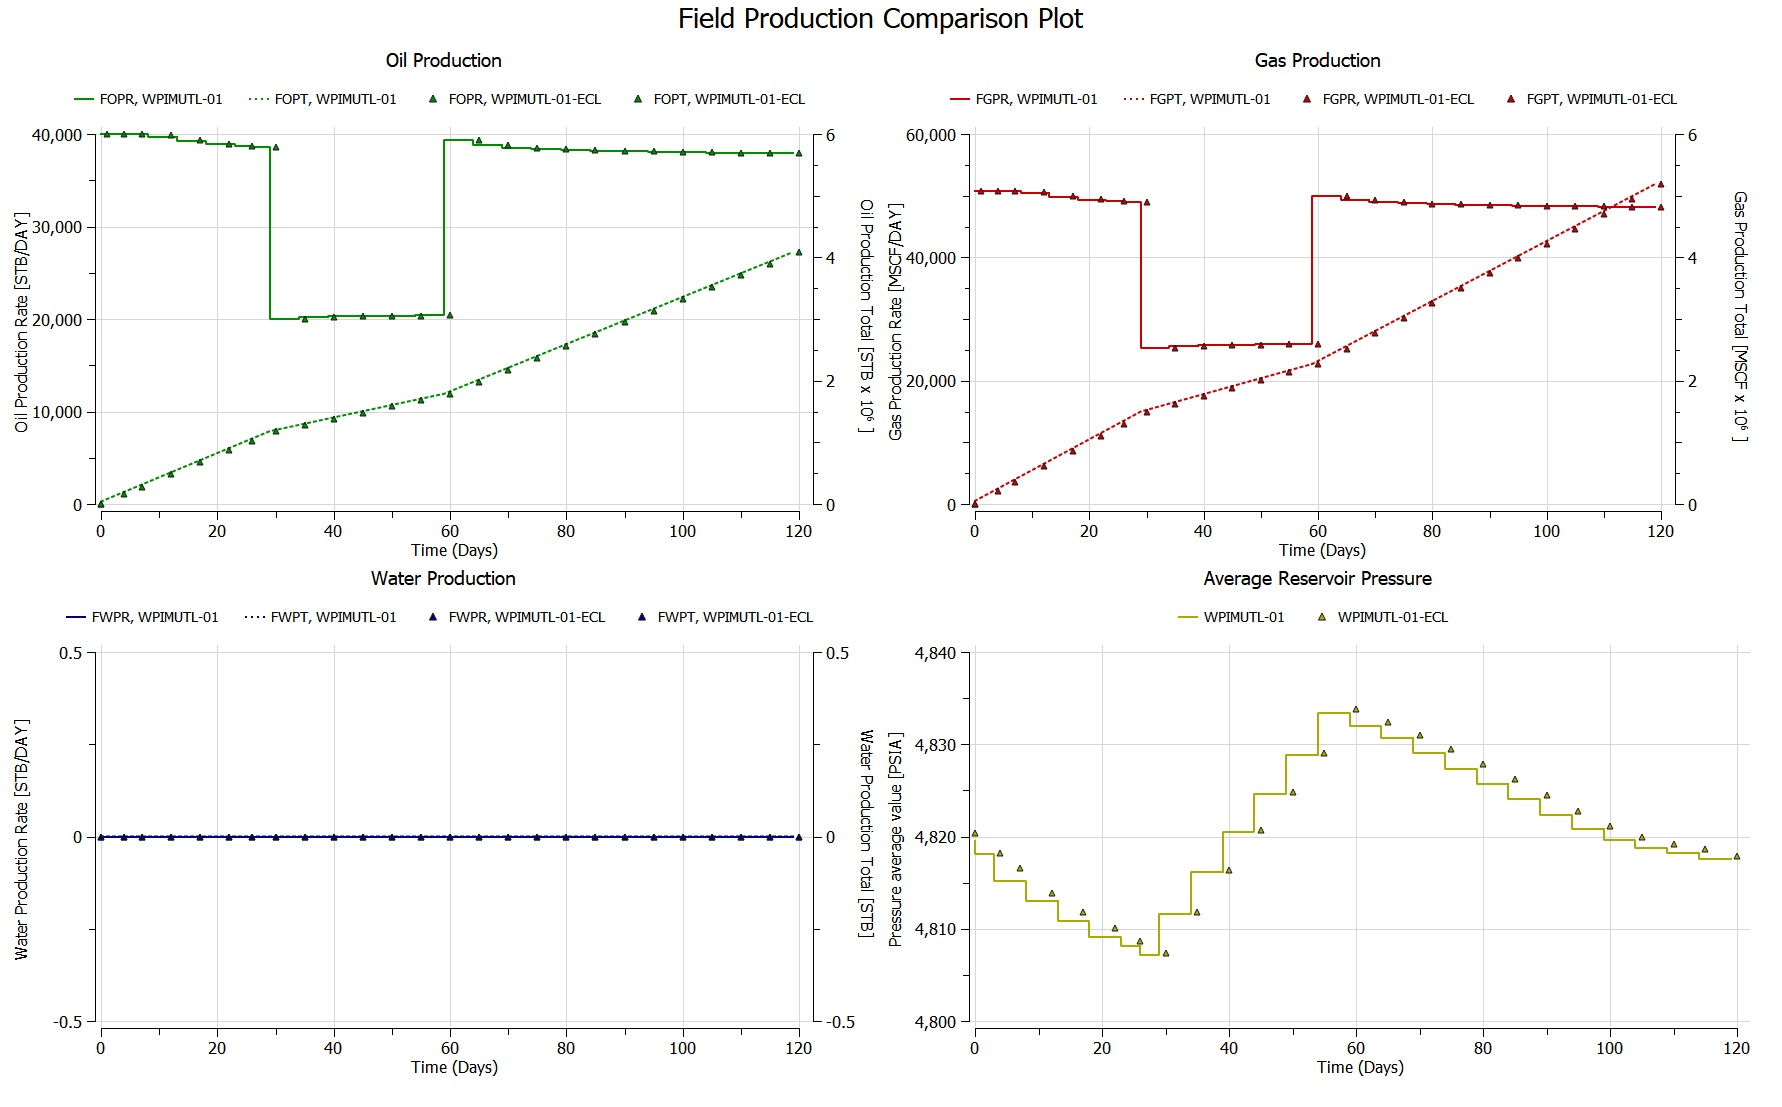 Field Production Comparison Plot
Oil Production
FOPR, WPIMUTL-01 FOPT, WPIMUTL-01 FOPR, WPIMUTL-01-ECL FOPT, WPIMUTL-01-ECL
Oil Production Rate [STB/DAY]
40,000
30,000
20,000
10,000
0
6
4
2
0
Oil Production Total [STB x 10⁶ ]
0 20 40 60 80 100 120
Time (Days)
Gas Production
FGPR, WPIMUTL-01 FGPT, WPIMUTL-01 FGPR, WPIMUTL-01-ECL FGPT, WPIMUTL-01-ECL
Gas Production Rate [MSCF/DAY]
60,000
40,000
20,000
0
6
4
2
0
Gas Production Total [MSCF x 10⁶ ]
0 20 40 60 80 100 120
Time (Days)
Water Production
FWPR, WPIMUTL-01 FWPT, WPIMUTL-01 FWPR, WPIMUTL-01-ECL FWPT, WPIMUTL-01-ECL
Water Production Rate [STB/DAY]
0.5
0
-0.5
0.5
0
-0.5
Water Production Total [STB]
0 20 40 60 80 100 120
Time (Days)
Average Reservoir Pressure
WPIMUTL-01 WPIMUTL-01-ECL
Pressure average value [PSIA]
4,840
4,830
4,820
4,810
4,800
0 20 40 60 80 100 120
Time (Days)